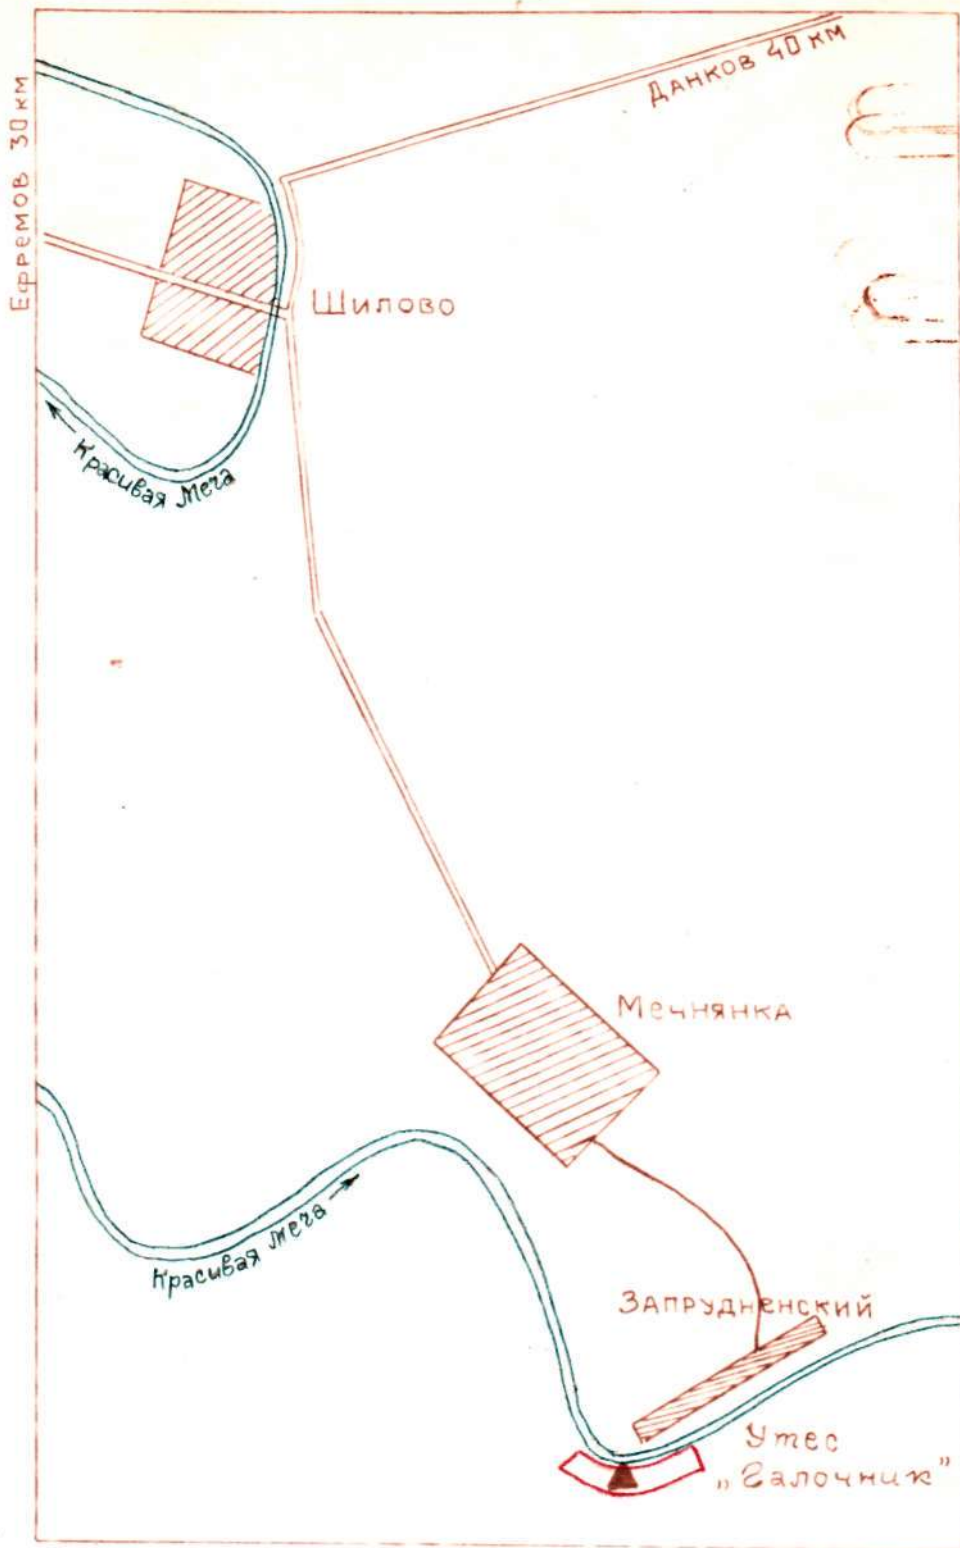 Данков 40 км
Ефремов 30 км
Шилово
Красивая Меча
Мечнянка
Красивая Меча
Запрудненский
Утес
„Галочник”